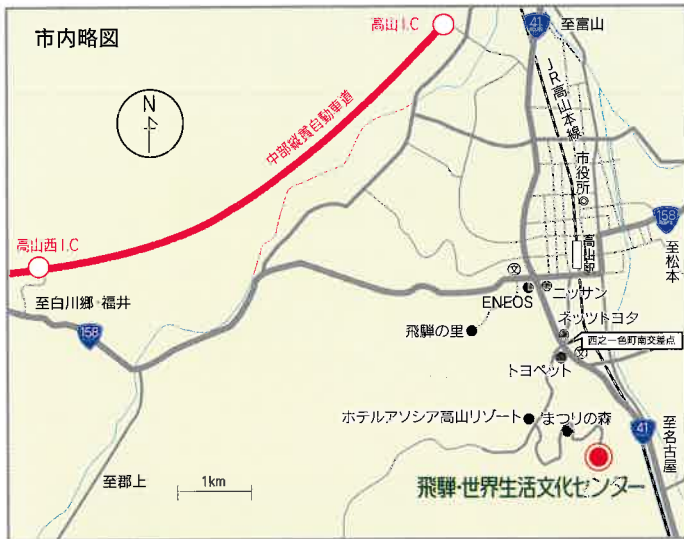 市内略図
高山I.C
41
至富山
N
中部縦貫自動車道
JR高山本線
市役所
158
高山西I.C
高山駅
至松本
至白川郷・福井
文
ENEOS
ニッサン
158
飛騨の里
ネッツトヨタ
西之一色町南交差点
文
トヨペット
ホテルアソシア高山リゾート
まつりの森
41
至名古屋
至郡上
1km
飛騨・世界生活文化センター